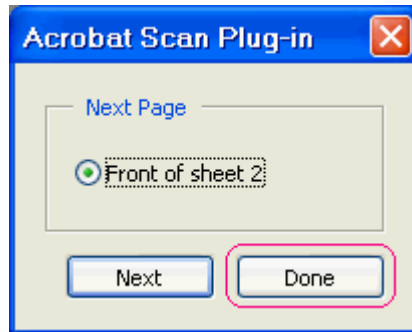 Acrobat Scan Plug-in
Next Page
Front of sheet 2
Next
Done